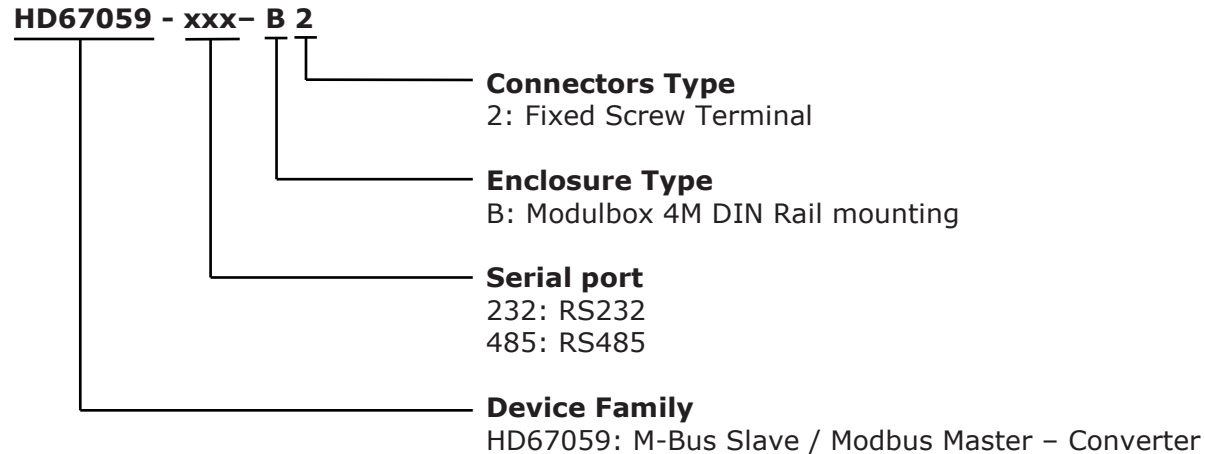 HD67059 - xxx– B 2
Connectors Type
2: Fixed Screw Terminal
Enclosure Type
B: Modulbox 4M DIN Rail mounting
Serial port
232: RS232
485: RS485
Device Family
HD67059: M-Bus Slave / Modbus Master – Converter